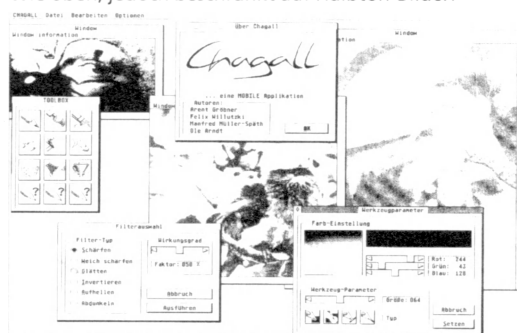 CHAGALL Datei Bearbeiten Optionen
Window
Window information
Über Chagall
Chagall
... eine MOBILE Applikation
Autoren:
Arent Gröbner
Felix Willutzki
Manfred Müller-Späth
Ole Arndt
OK
Window
TOOLBOX
Window
Filterauswahl
Filter-Typ
Schärfen
Weich schärfen
Glätten
Invertieren
Aufhellen
Abdunkeln
Wirkungsgrad
Faktor: 050 %
Abbruch
Ausführen
Werkzeugparameter
Farb-Einstellung
Rot: 244
Grün: 42
Blau: 128
Werkzeug-Parameter
Größe: 064
Typ
Abbruch
Setzen